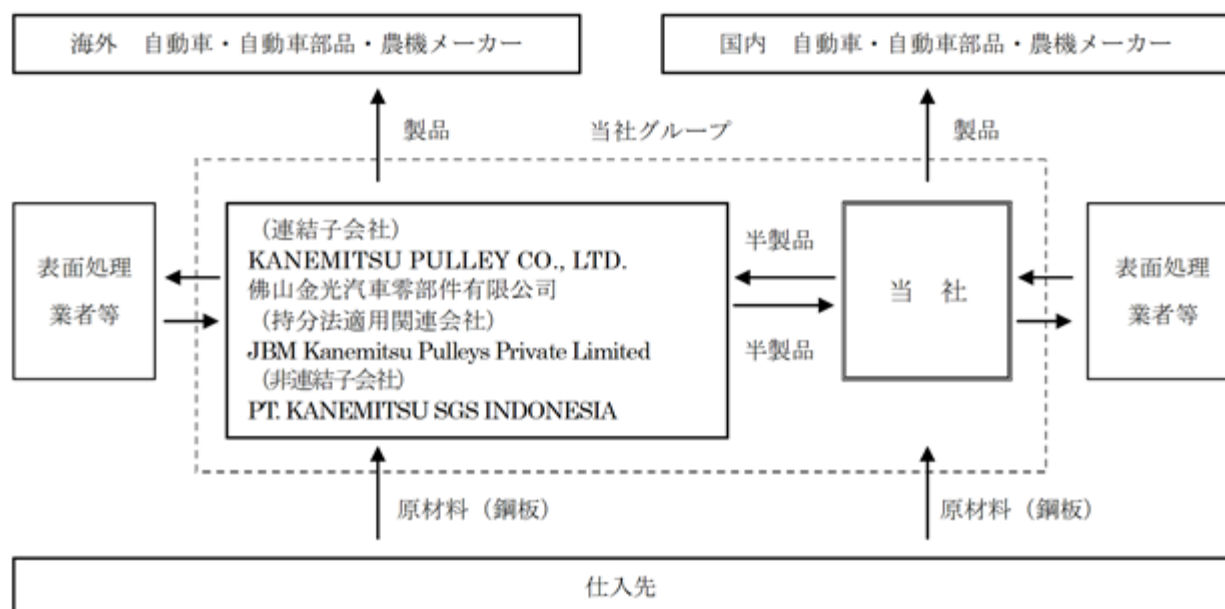 海外 自動車・自動車部品・農機メーカー
国内 自動車・自動車部品・農機メーカー
製品
当社グループ
製品
表面処理
業者等
（連結子会社）
KANEMITSU PULLEY CO., LTD.
佛山金光汽車零部件有限公司
（持分法適用関連会社）
JBM Kanemitsu Pulleys Private Limited
（非連結子会社）
PT. KANEMITSU SGS INDONESIA
半製品
半製品
当 社
表面処理
業者等
原材料（鋼板）
原材料（鋼板）
仕入先